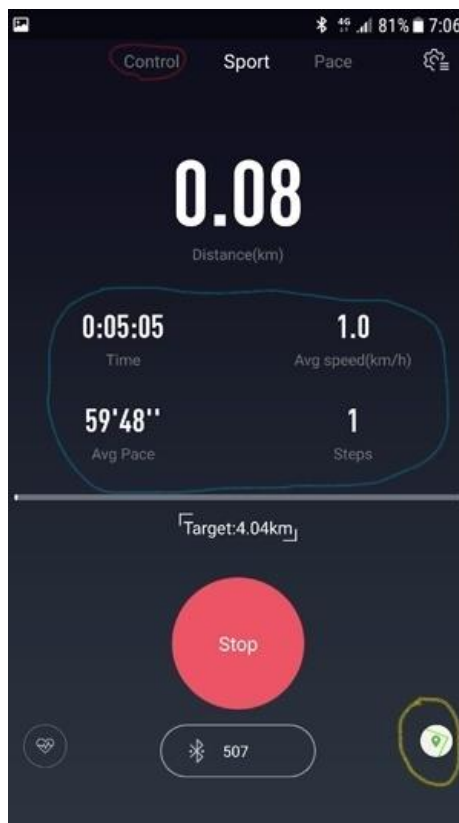 4G 81% 7:06
Control Sport Pace
0.08
Distance(km)
0:05:05 1.0
Time Avg speed(km/h)
59'48'' 1
Avg Pace Steps
Target:4.04km
Stop
507